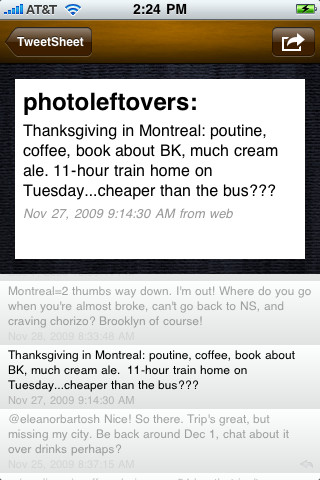 AT&T 2:24 PM
TweetSheet
photoleftovers:
Thanksgiving in Montreal: poutine,
coffee, book about BK, much cream
ale. 11-hour train home on
Tuesday...cheaper than the bus???
Nov 27, 2009 9:14:30 AM from web
Montreal=2 thumbs way down. I'm out! Where do you go
when you're almost broke, can't go back to NS, and
craving chorizo? Brooklyn of course!
Nov 28, 2009 8:33:48 AM
Thanksgiving in Montreal: poutine, coffee, book about
BK, much cream ale. 11-hour train home on
Tuesday...cheaper than the bus???
Nov 27, 2009 9:14:30 AM
@eleanorbartosh Nice! So there. Trip's great, but
missing my city. Be back around Dec 1, chat about it
over drinks perhaps?
Nov 25, 2009 8:37:15 AM